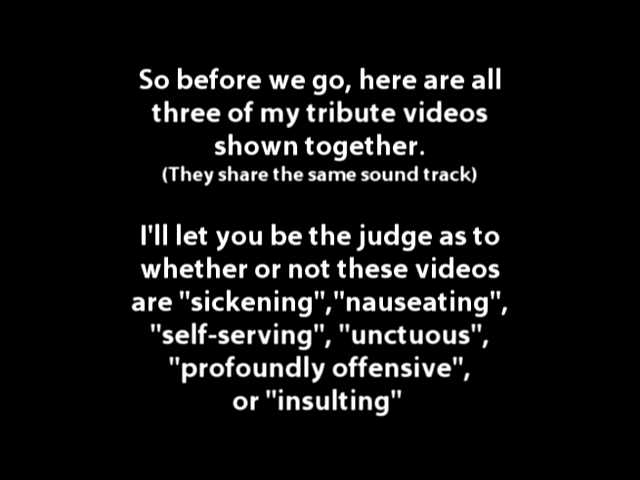 So before we go, here are all
three of my tribute videos
shown together.
(They share the same sound track)
I'll let you be the judge as to
whether or not these videos
are "sickening","nauseating",
"self-serving", "unctuous",
"profoundly offensive",
or "insulting"